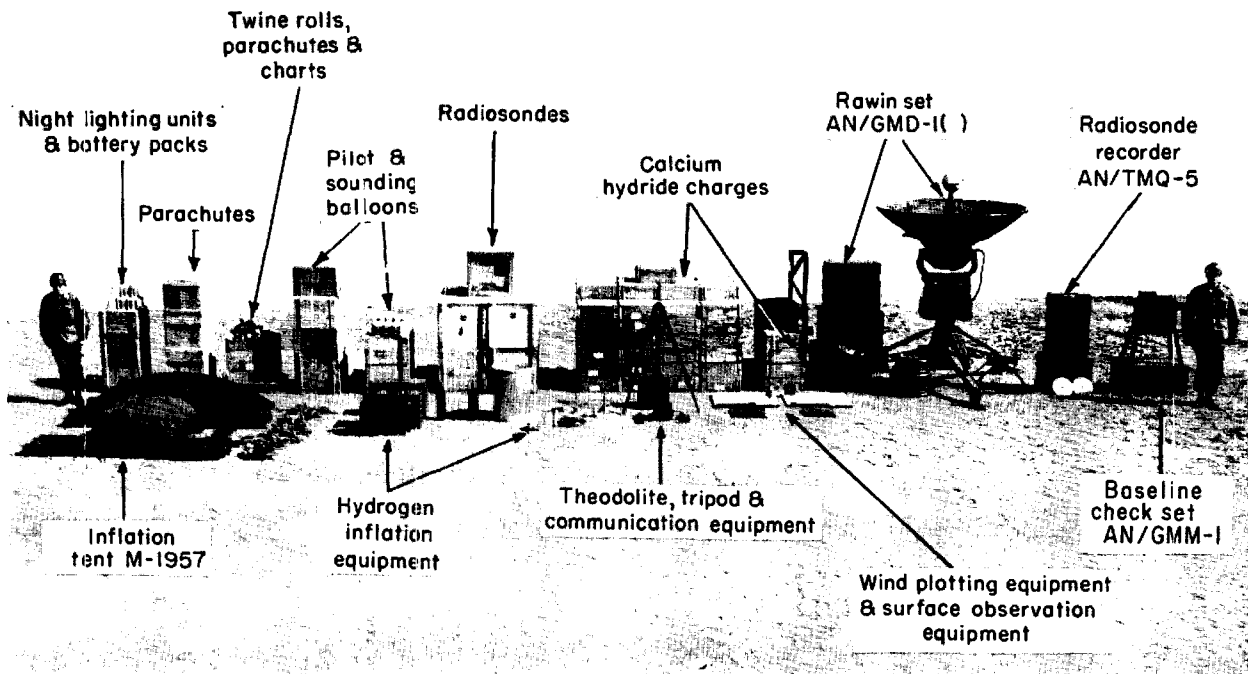 Twine rolls,
parachutes &
charts
Night lighting units
& battery packs
Parachutes
Pilot &
sounding
balloons
Radiosondes
Calcium
hydride charges
Rawin set
AN/GMD-1( )
Radiosonde
recorder
AN/TMQ-5
Inflation
tent M-1957
Hydrogen
inflation
equipment
Theodolite, tripod &
communication equipment
Wind plotting equipment
& surface observation
equipment
Baseline
check set
AN/GMM-1